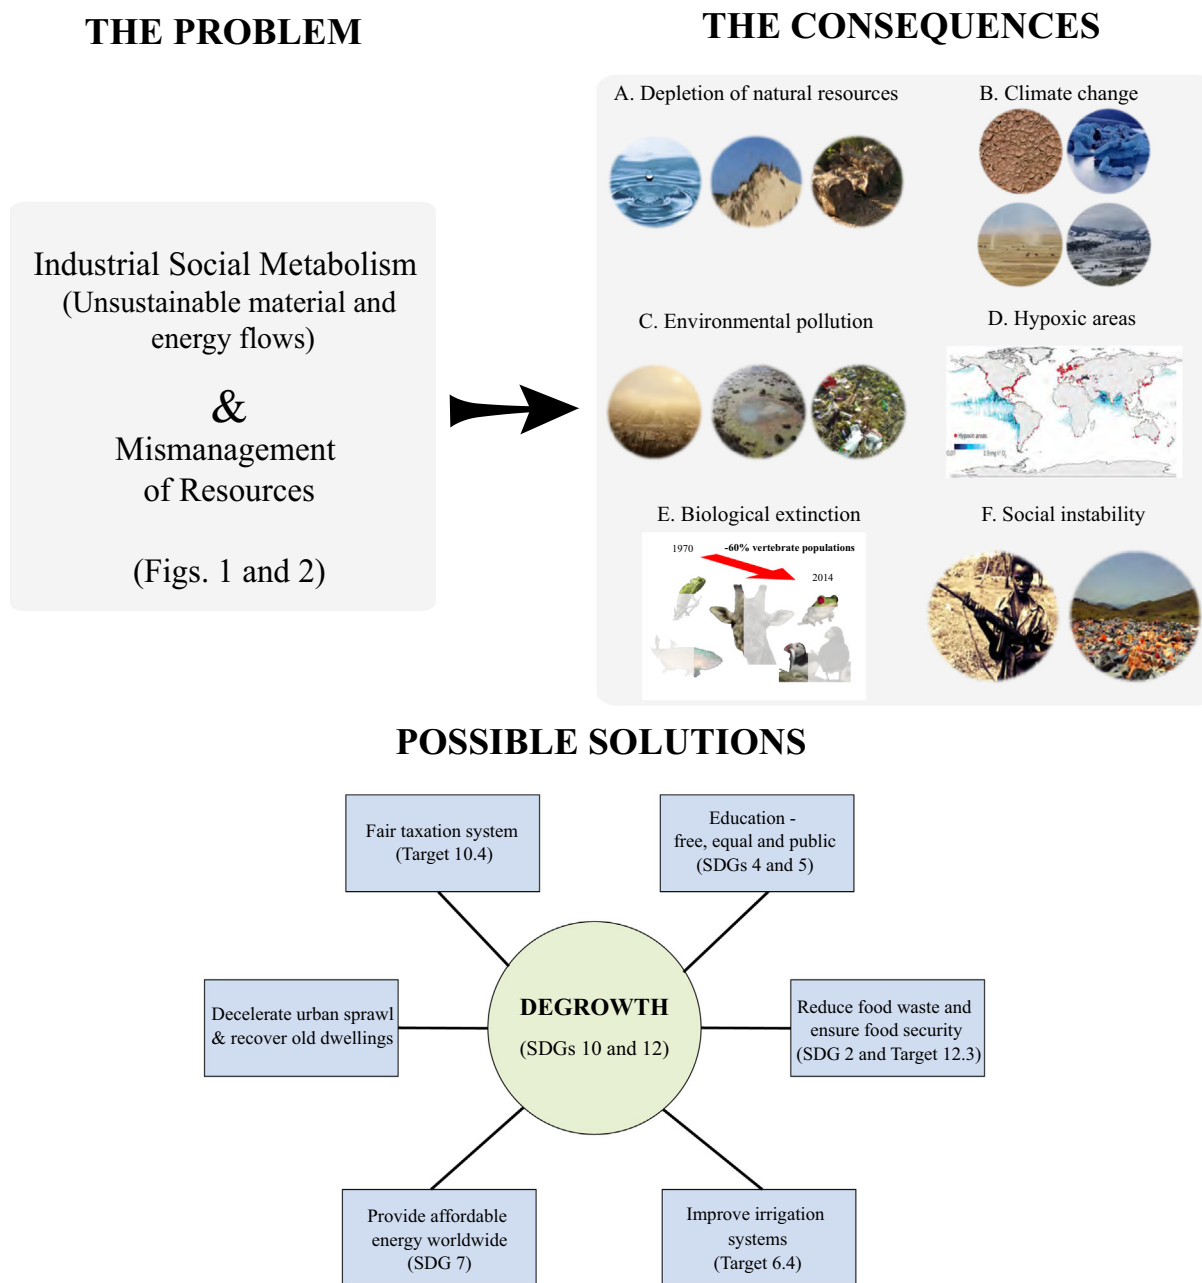 THE PROBLEM
THE CONSEQUENCES
Industrial Social Metabolism
(Unsustainable material and
energy flows)
&
Mismanagement
of Resources
(Figs. 1 and 2)
A. Depletion of natural resources
B. Climate change
C. Environmental pollution
D. Hypoxic areas
Hypoxic areas
E. Biological extinction
1970
-60% vertebrate populations
2014
F. Social instability
POSSIBLE SOLUTIONS
Fair taxation system
(Target 10.4)
Education -
free, equal and public
(SDGs 4 and 5)
Decelerate urban sprawl
& recover old dwellings
DEGROWTH
(SDGs 10 and 12)
Reduce food waste and
ensure food security
(SDG 2 and Target 12.3)
Provide affordable
energy worldwide
(SDG 7)
Improve irrigation
systems
(Target 6.4)